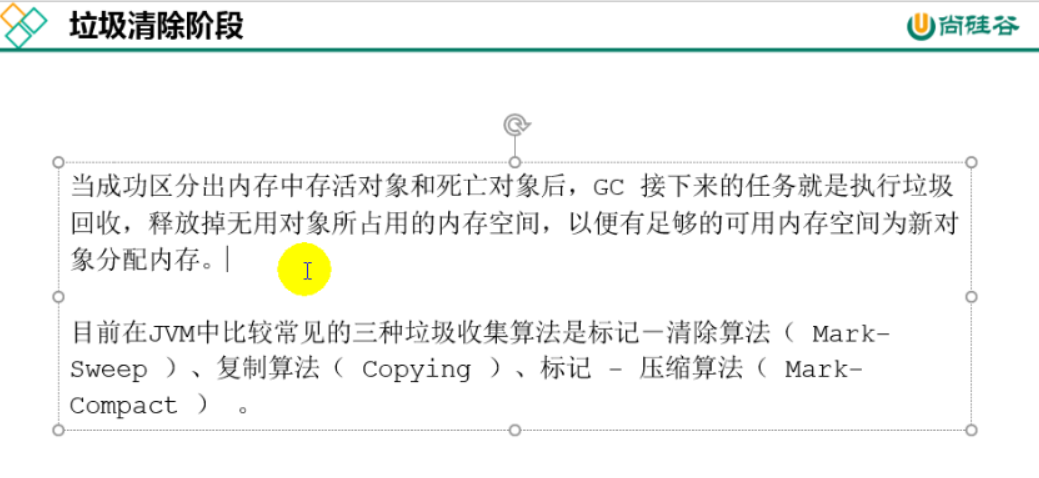 垃圾清除阶段
尚硅谷
当成功区分出内存中存活对象和死亡对象后，GC 接下来的任务就是执行垃圾
回收，释放掉无用对象所占用的内存空间，以便有足够的可用内存空间为新对
象分配内存。
目前在JVM中比较常见的三种垃圾收集算法是标记－清除算法（ Mark-
Sweep ）、复制算法（ Copying ）、标记 - 压缩算法（ Mark-
Compact ） 。